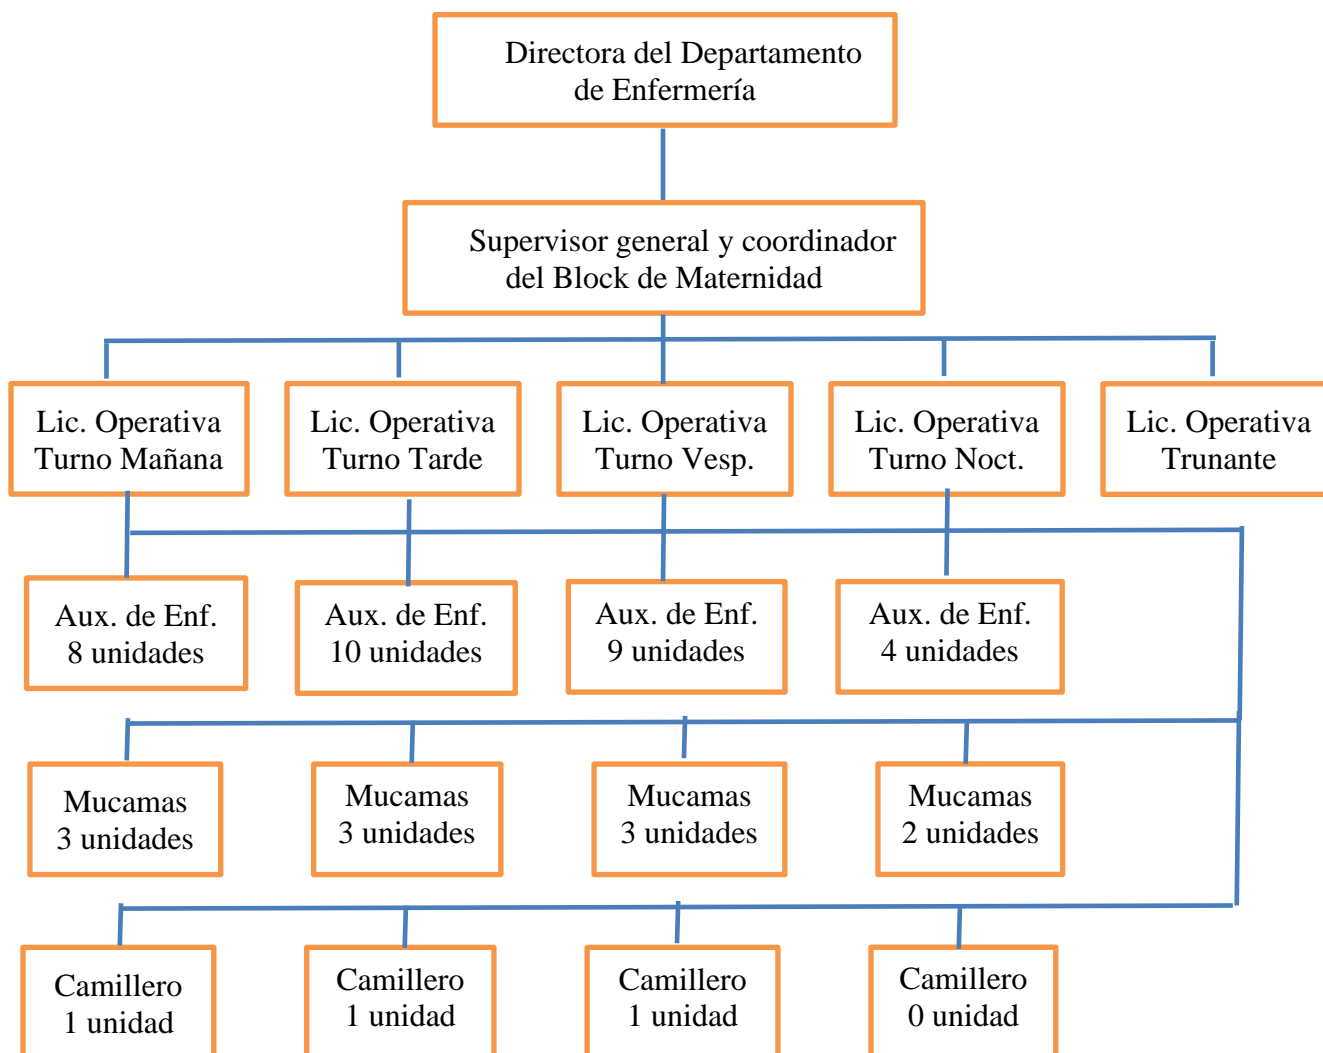 Directora del Departamento
de Enfermería
Supervisor general y coordinador
del Block de Maternidad
Lic. Operativa
Turno Mañana
Lic. Operativa
Turno Tarde
Lic. Operativa
Turno Vesp.
Lic. Operativa
Turno Noct.
Lic. Operativa
Trunante
Aux. de Enf.
8 unidades
Aux. de Enf.
10 unidades
Aux. de Enf.
9 unidades
Aux. de Enf.
4 unidades
Mucamas
3 unidades
Mucamas
3 unidades
Mucamas
3 unidades
Mucamas
2 unidades
Camillero
1 unidad
Camillero
1 unidad
Camillero
1 unidad
Camillero
0 unidad